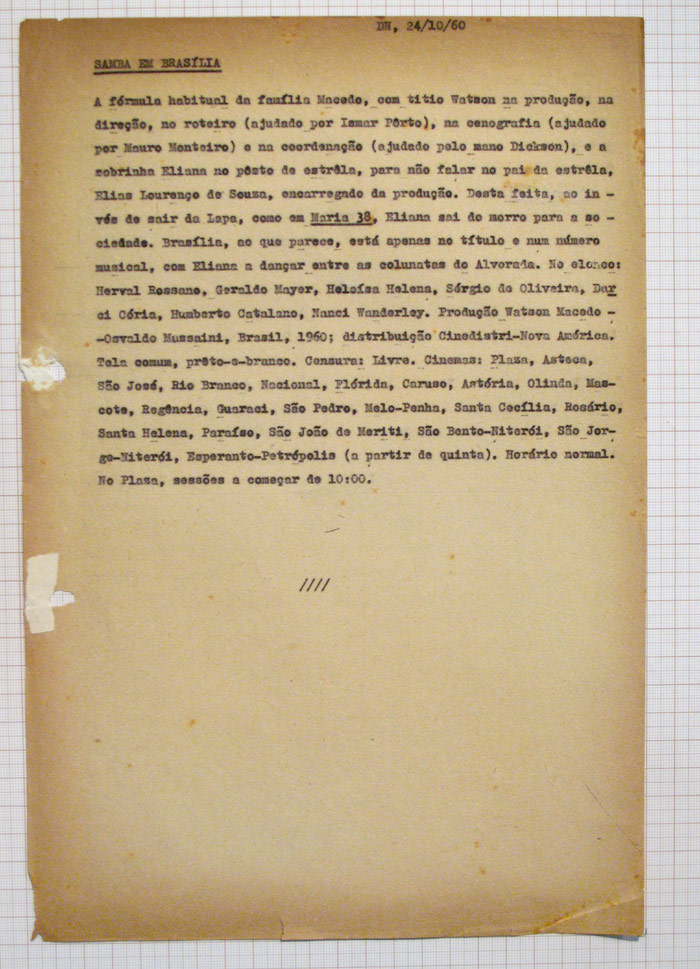 DN, 24/10/60
SAMBA EM BRASÍLIA
A fórmula habitual da família Macedo, com titio Watson na produção, na
direção, no roteiro (ajudado por Ismar Pôrto), na cenografia (ajudado
por Mauro Monteiro) e na coordenação (ajudado pelo mano Dickson), e a
sobrinha Eliana no pôsto de estrêla, para não falar no pai da estrêla,
Elias Lourenço de Souza, encarregado da produção. Desta feita, ao in-
vés de sair da Lapa, como em Maria 38, Eliana sai do morro para a so-
ciedade. Brasília, ao que parece, está apenas no título e num número
musical, com Eliana a dançar entre as colunatas do Alvorada. No elenco:
Herval Rossano, Geraldo Mayer, Heloísa Helena, Sérgio de Oliveira, Dar
ci Cória, Humberto Catalano, Nanci Wanderley. Produção Watson Macedo -
-Osvaldo Mussaini, Brasil, 1960; distribuição Cinedistri-Nova América.
Tela comum, prêto-e-branco. Censura: Livre. Cinemas: Plaza, Asteca,
São José, Rio Branco, Nacional, Flórida, Caruso, Astória, Olinda, Mas-
cote, Regência, Guaraci, São Pedro, Melo-Penha, Santa Cecília, Rosário,
Santa Helena, Paraíso, São João de Meriti, São Bento-Niterói, São Jor-
ge-Niterói, Esperanto-Petrópolis (a partir de quinta). Horário normal.
No Plaza, sessões a começar de 10:00.
////